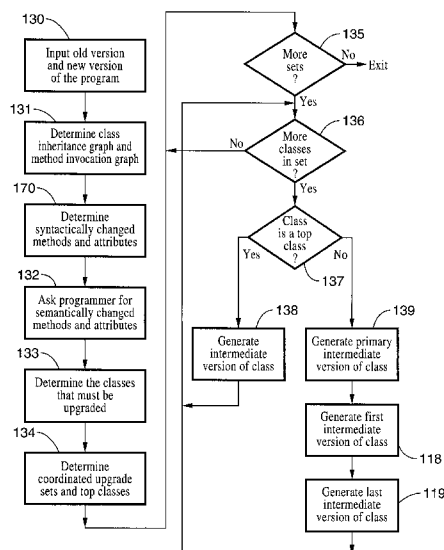 130
Input old version
and new version
of the program
131
Determine class
inheritance graph and
method invocation graph
170
Determine
syntactically changed
methods and attributes
132
Ask programmer for
semantically changed
methods and attributes
133
Determine the classes
that must be
upgraded
134
Determine
coordinated upgrade
sets and top classes
135
More
sets
?
No
Exit
Yes
136
More
classes
in set
?
No
Yes
Class
is a top
class
?
137
Yes
No
138
Generate
intermediate
version of class
139
Generate primary
intermediate
version of class
Generate first
intermediate
version of class
118
Generate last
intermediate
version of class
119